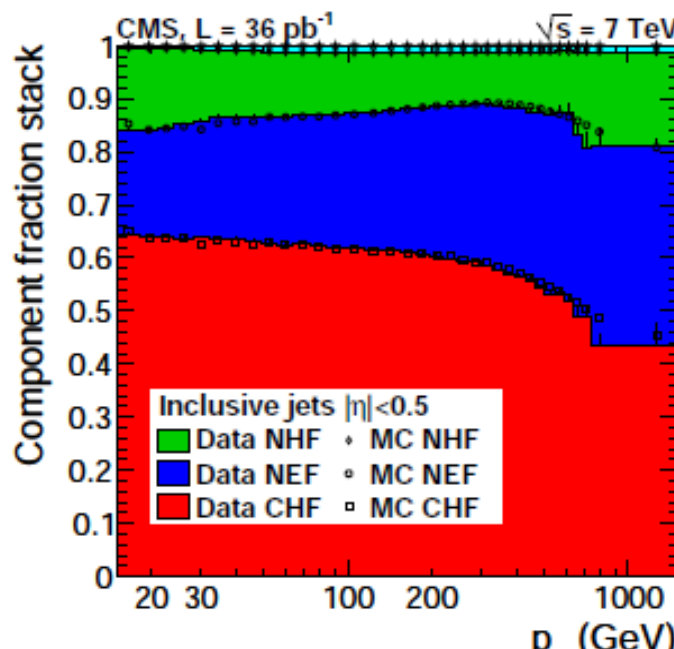 CMS, L = 36 pb-1 √s = 7 TeV
Component fraction stack
1
0.9
0.8
0.7
0.6
0.5
0.4
0.3
0.2
0.1
0
Inclusive jets |η|<0.5
Data NHF MC NHF
Data NEF MC NEF
Data CHF MC CHF
20 30 100 200 1000
p (GeV)